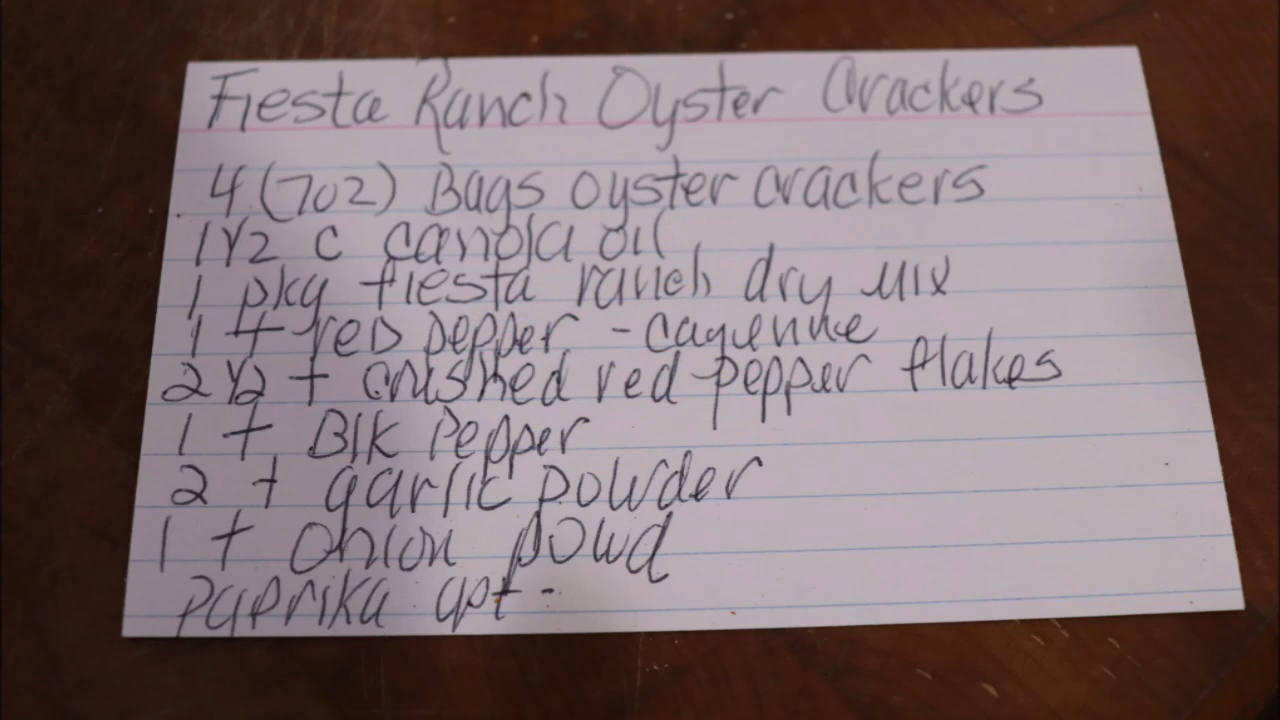 Fiesta Ranch Oyster Crackers
4 (7oz) Bags oyster crackers
1 1/2 c canola oil
1 pkg fiesta ranch dry mix
1 t red pepper - cayenne
2 1/2 t crushed red pepper flakes
1 t Blk Pepper
2 t garlic powder
1 t onion powd
Paprika opt -